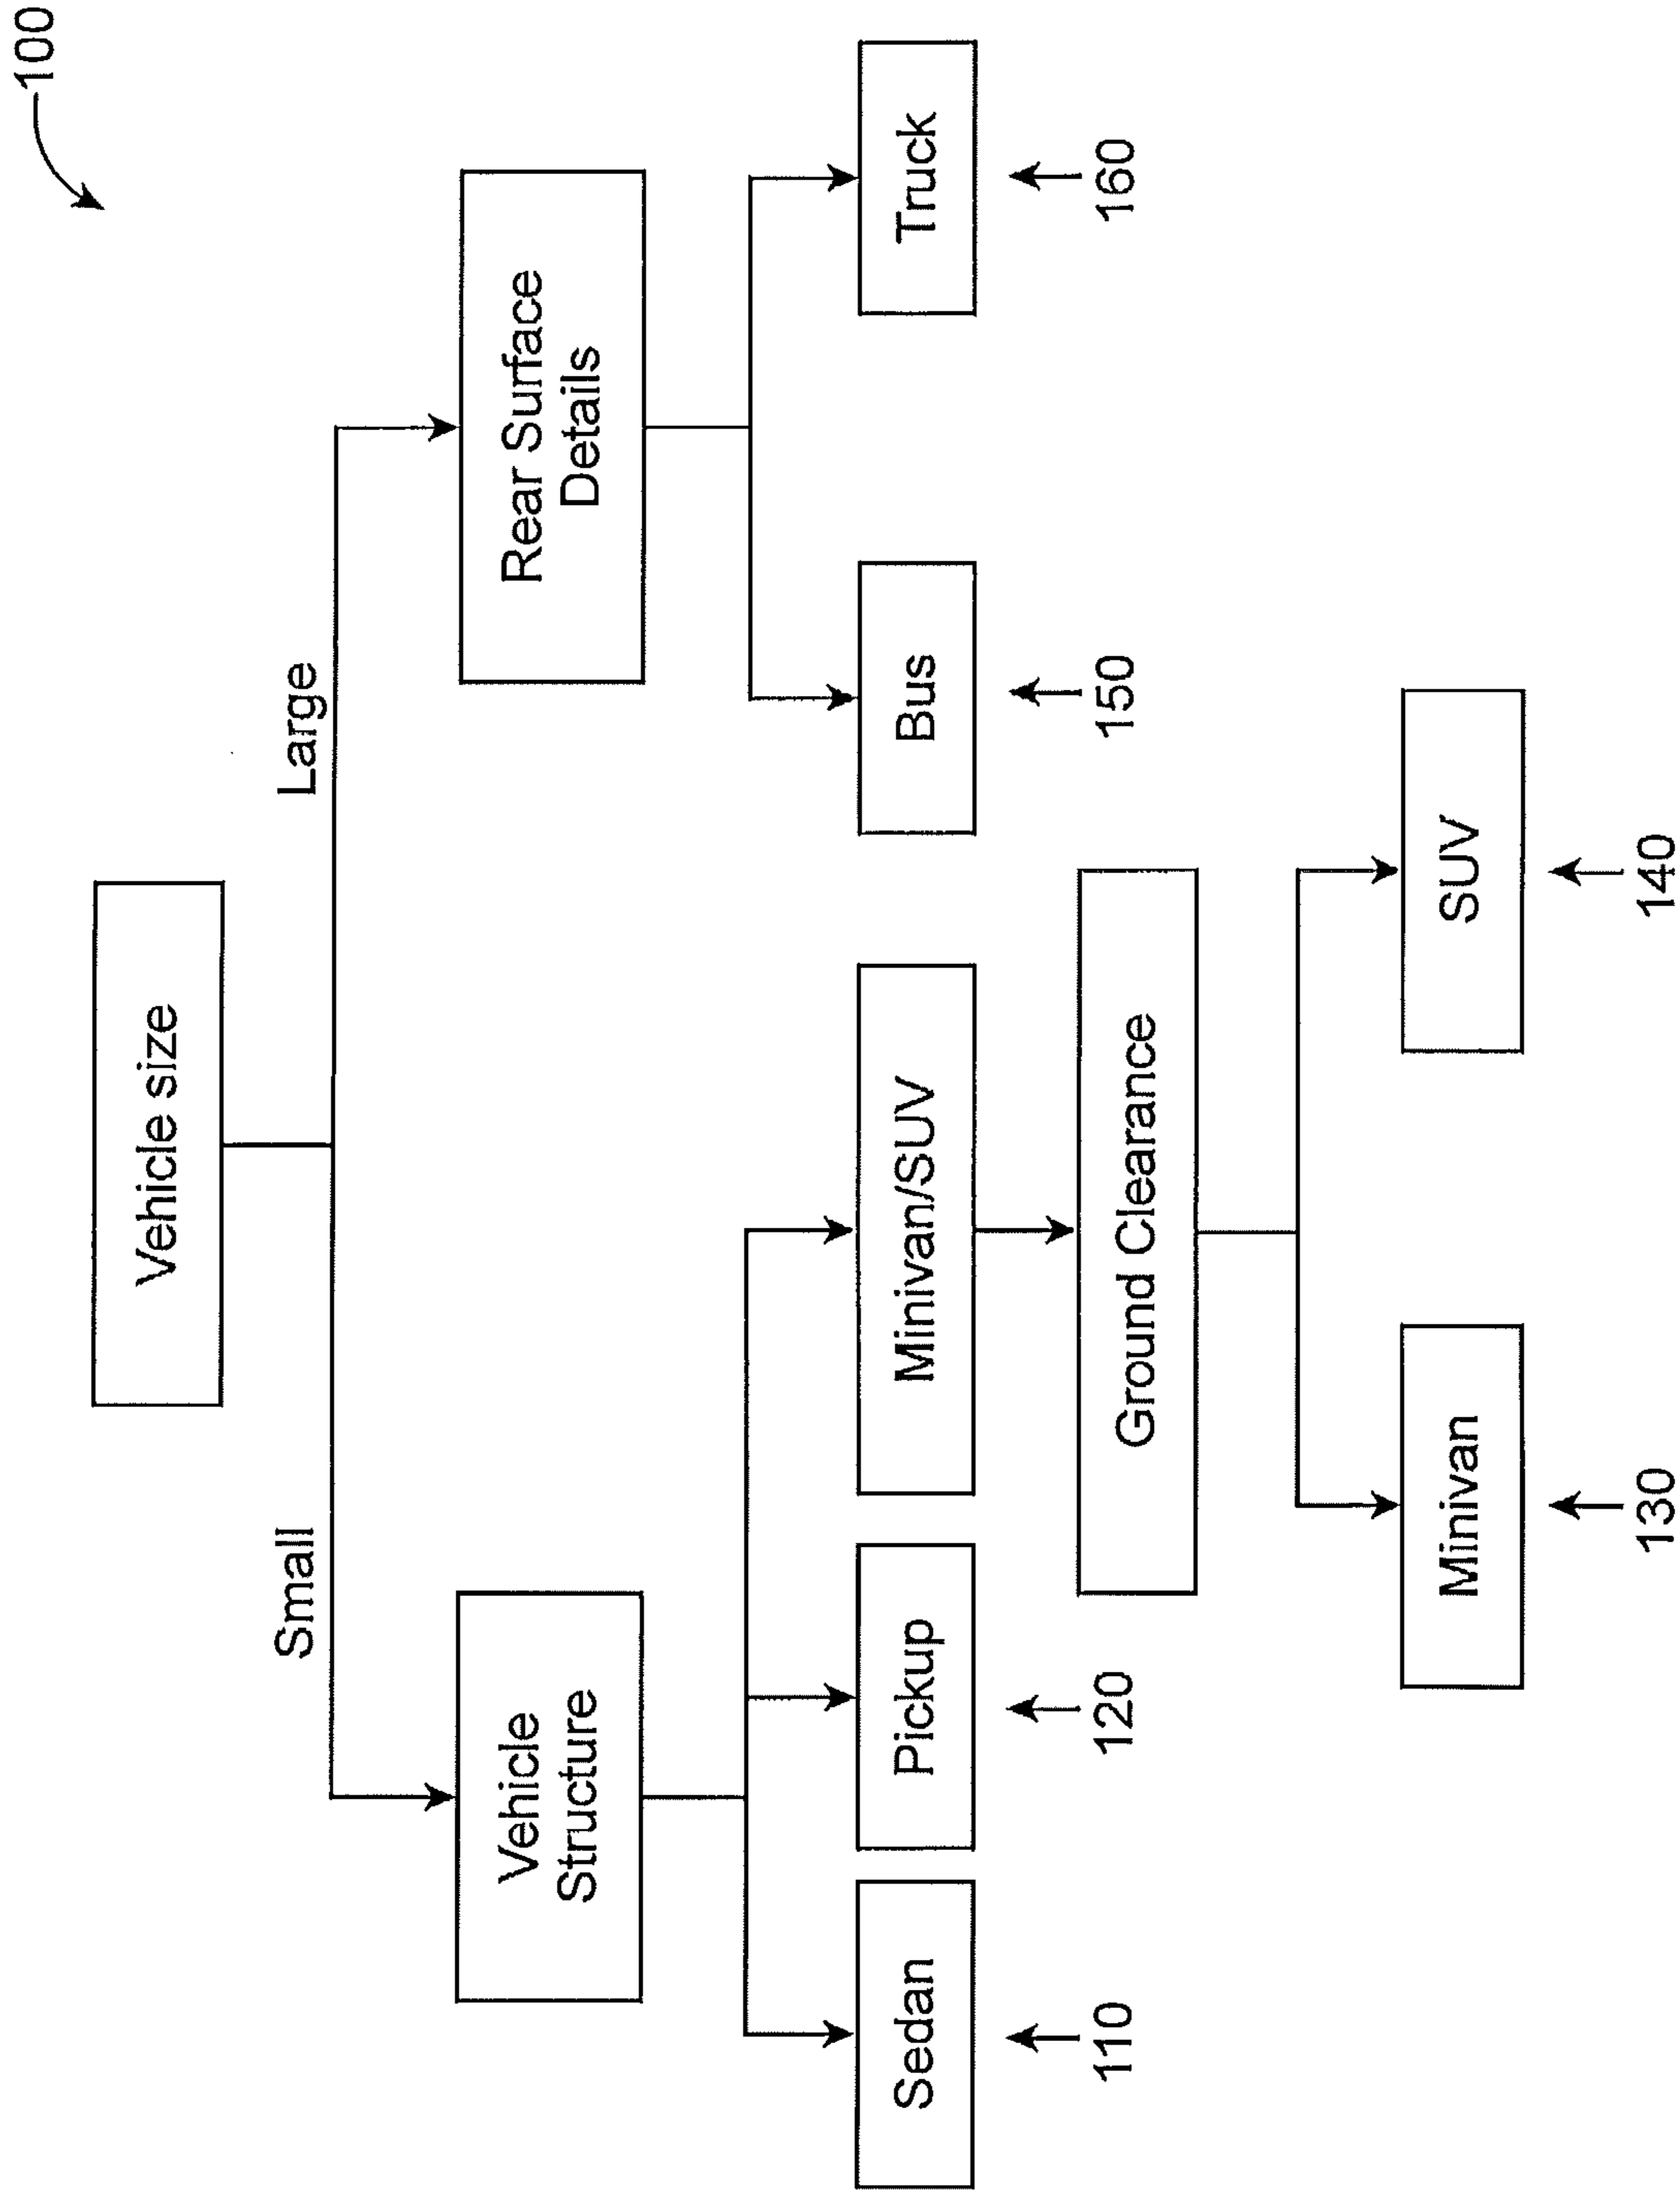 100
Vehicle size
Small
Large
Vehicle
Structure
Rear Surface
Details
Sedan
Pickup
Minivan/SUV
Bus
Truck
110
120
150
160
Ground Clearance
Minivan
SUV
130
140